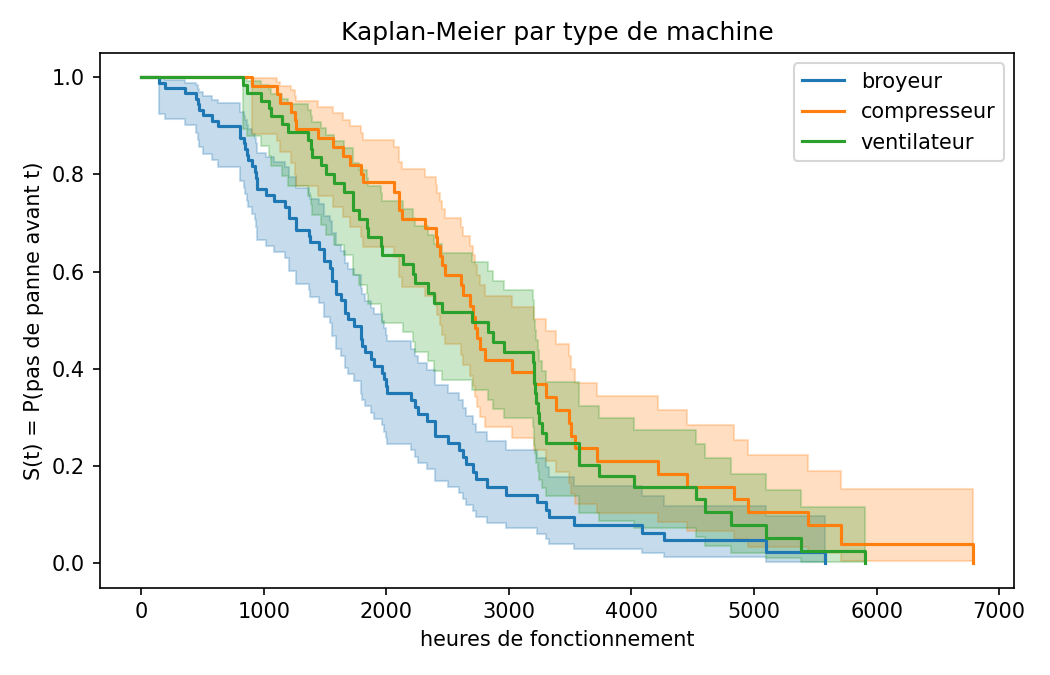 Kaplan-Meier par type de machine
broyeur
compresseur
ventilateur
S(t) = P(pas de panne avant t)
1.0
0.8
0.6
0.4
0.2
0.0
0 1000 2000 3000 4000 5000 6000 7000
heures de fonctionnement